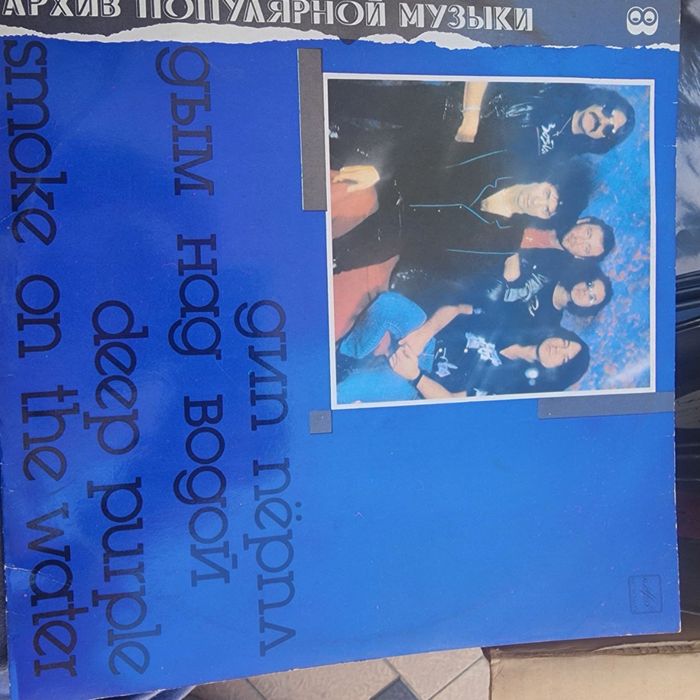 АРХИВ ПОПУЛЯРНОЙ МУЗЫКИ 8
дип пёрпл
дым над водой
deep purple
smoke on the water